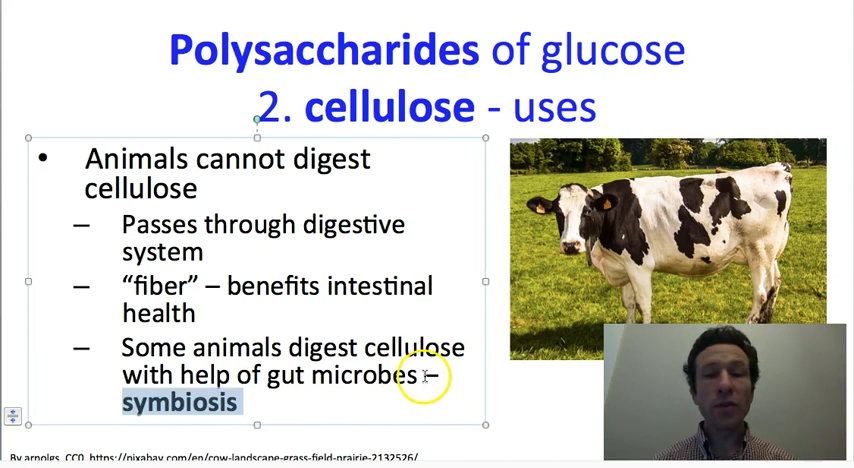 Polysaccharides of glucose
2. cellulose - uses
• Animals cannot digest
cellulose
– Passes through digestive
system
– “fiber” – benefits intestinal
health
– Some animals digest cellulose
with help of gut microbes –
symbiosis
By arnolgs, CC0, https://pixabay.com/en/cow-landscape-grass-field-prairie-2132526/